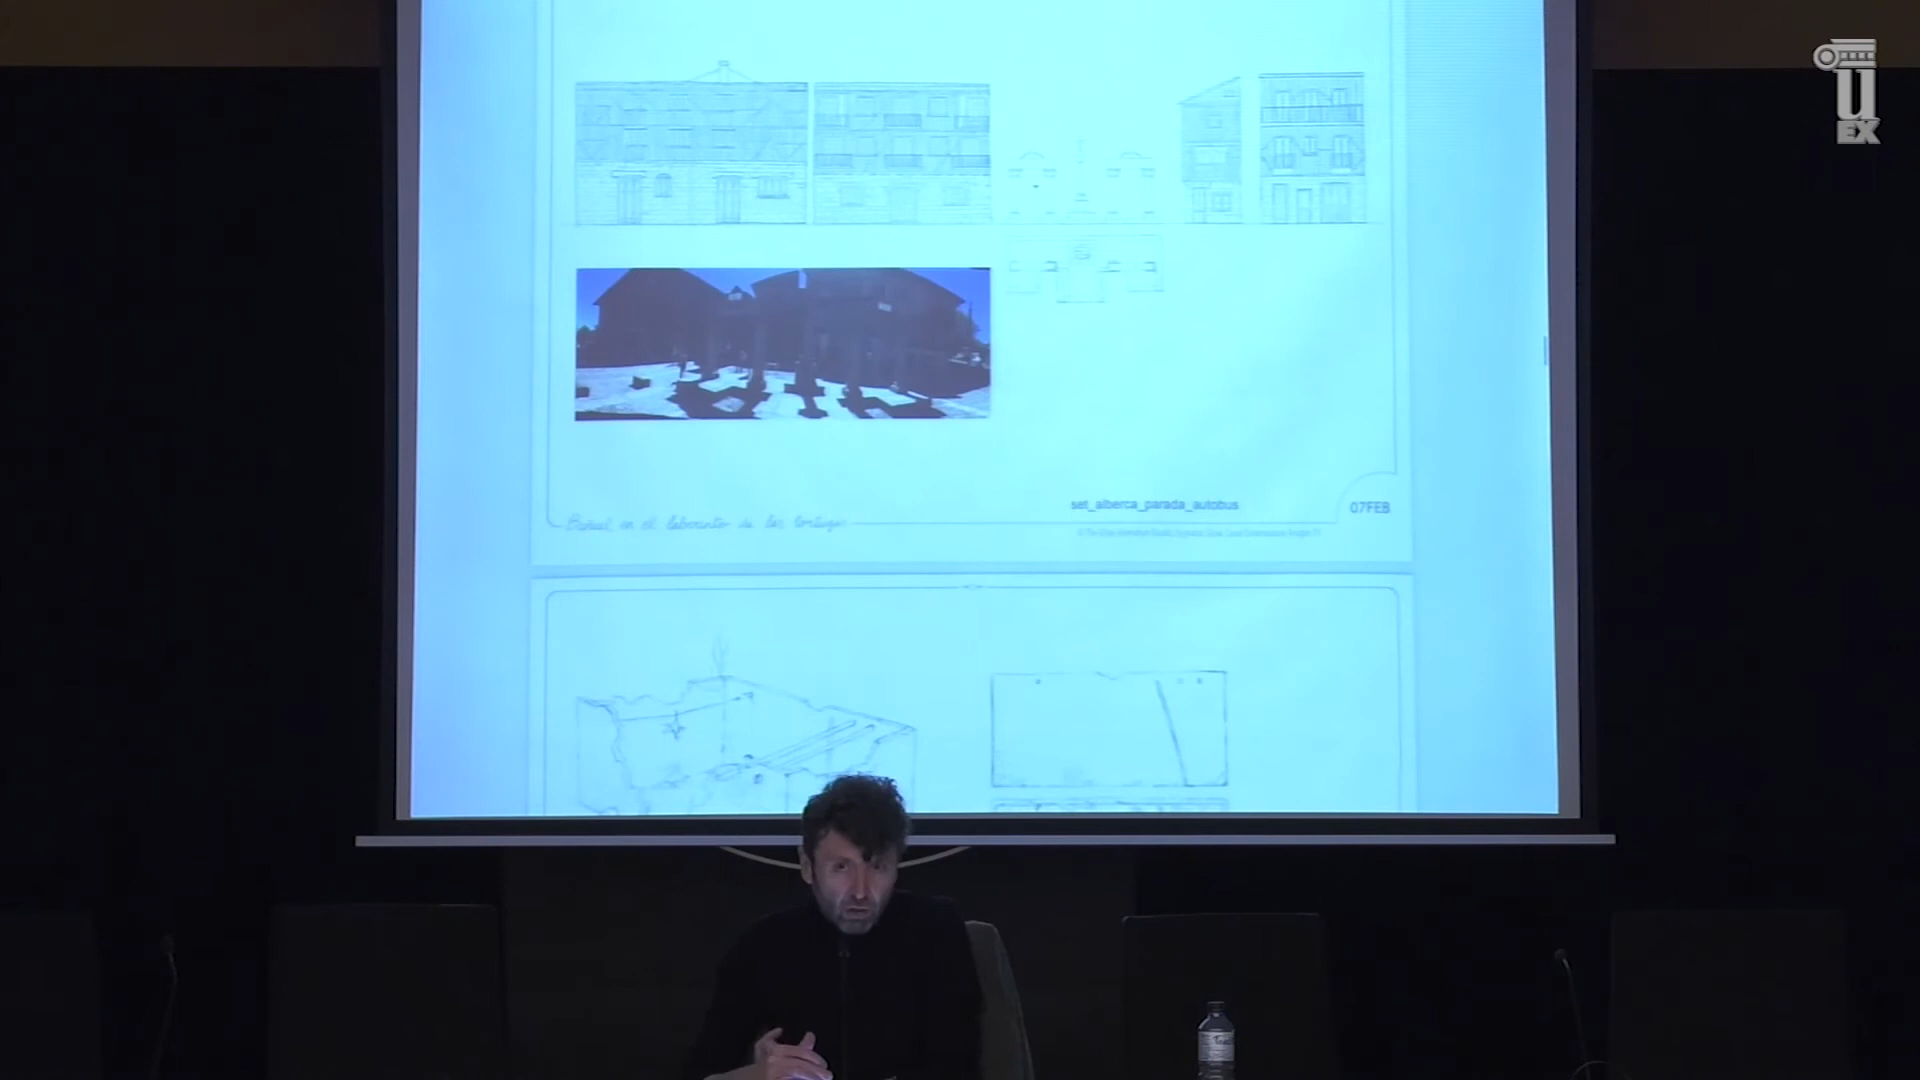 U
EX
set_alberca_parada_autobus
07FEB
Buñuel en el laberinto de las tortugas